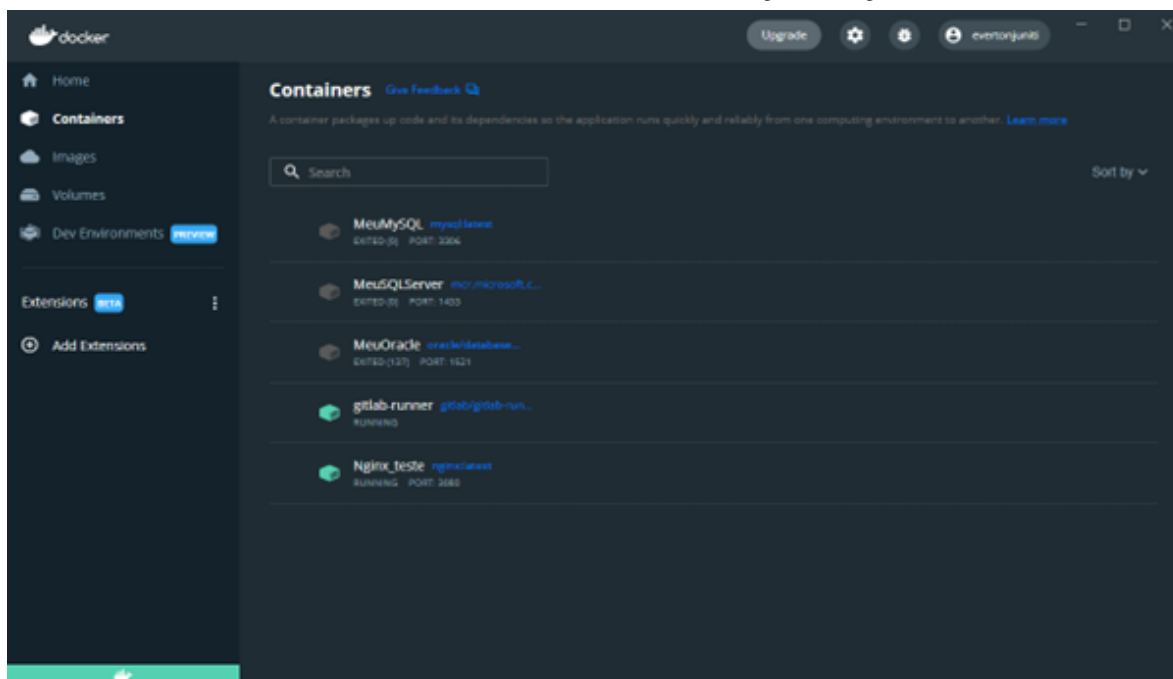 docker
Upgrade
evertonjuniti
Home
Containers
Images
Volumes
Dev Environments PREVIEW
Extensions BETA
Add Extensions
Containers Give Feedback
A container packages up code and its dependencies so the application runs quickly and reliably from one computing environment to another. Learn more
Search
Sort by
MeuMySQL mysql:latest
EXITED (0) PORT: 3306
MeuSQLServer mcr.microsoft.c...
EXITED (0) PORT: 1433
MeuOracle oracle/database...
EXITED (137) PORT: 1521
gitlab-runner gitlab/gitlab-run...
RUNNING
Nginx_teste nginx:latest
RUNNING PORT: